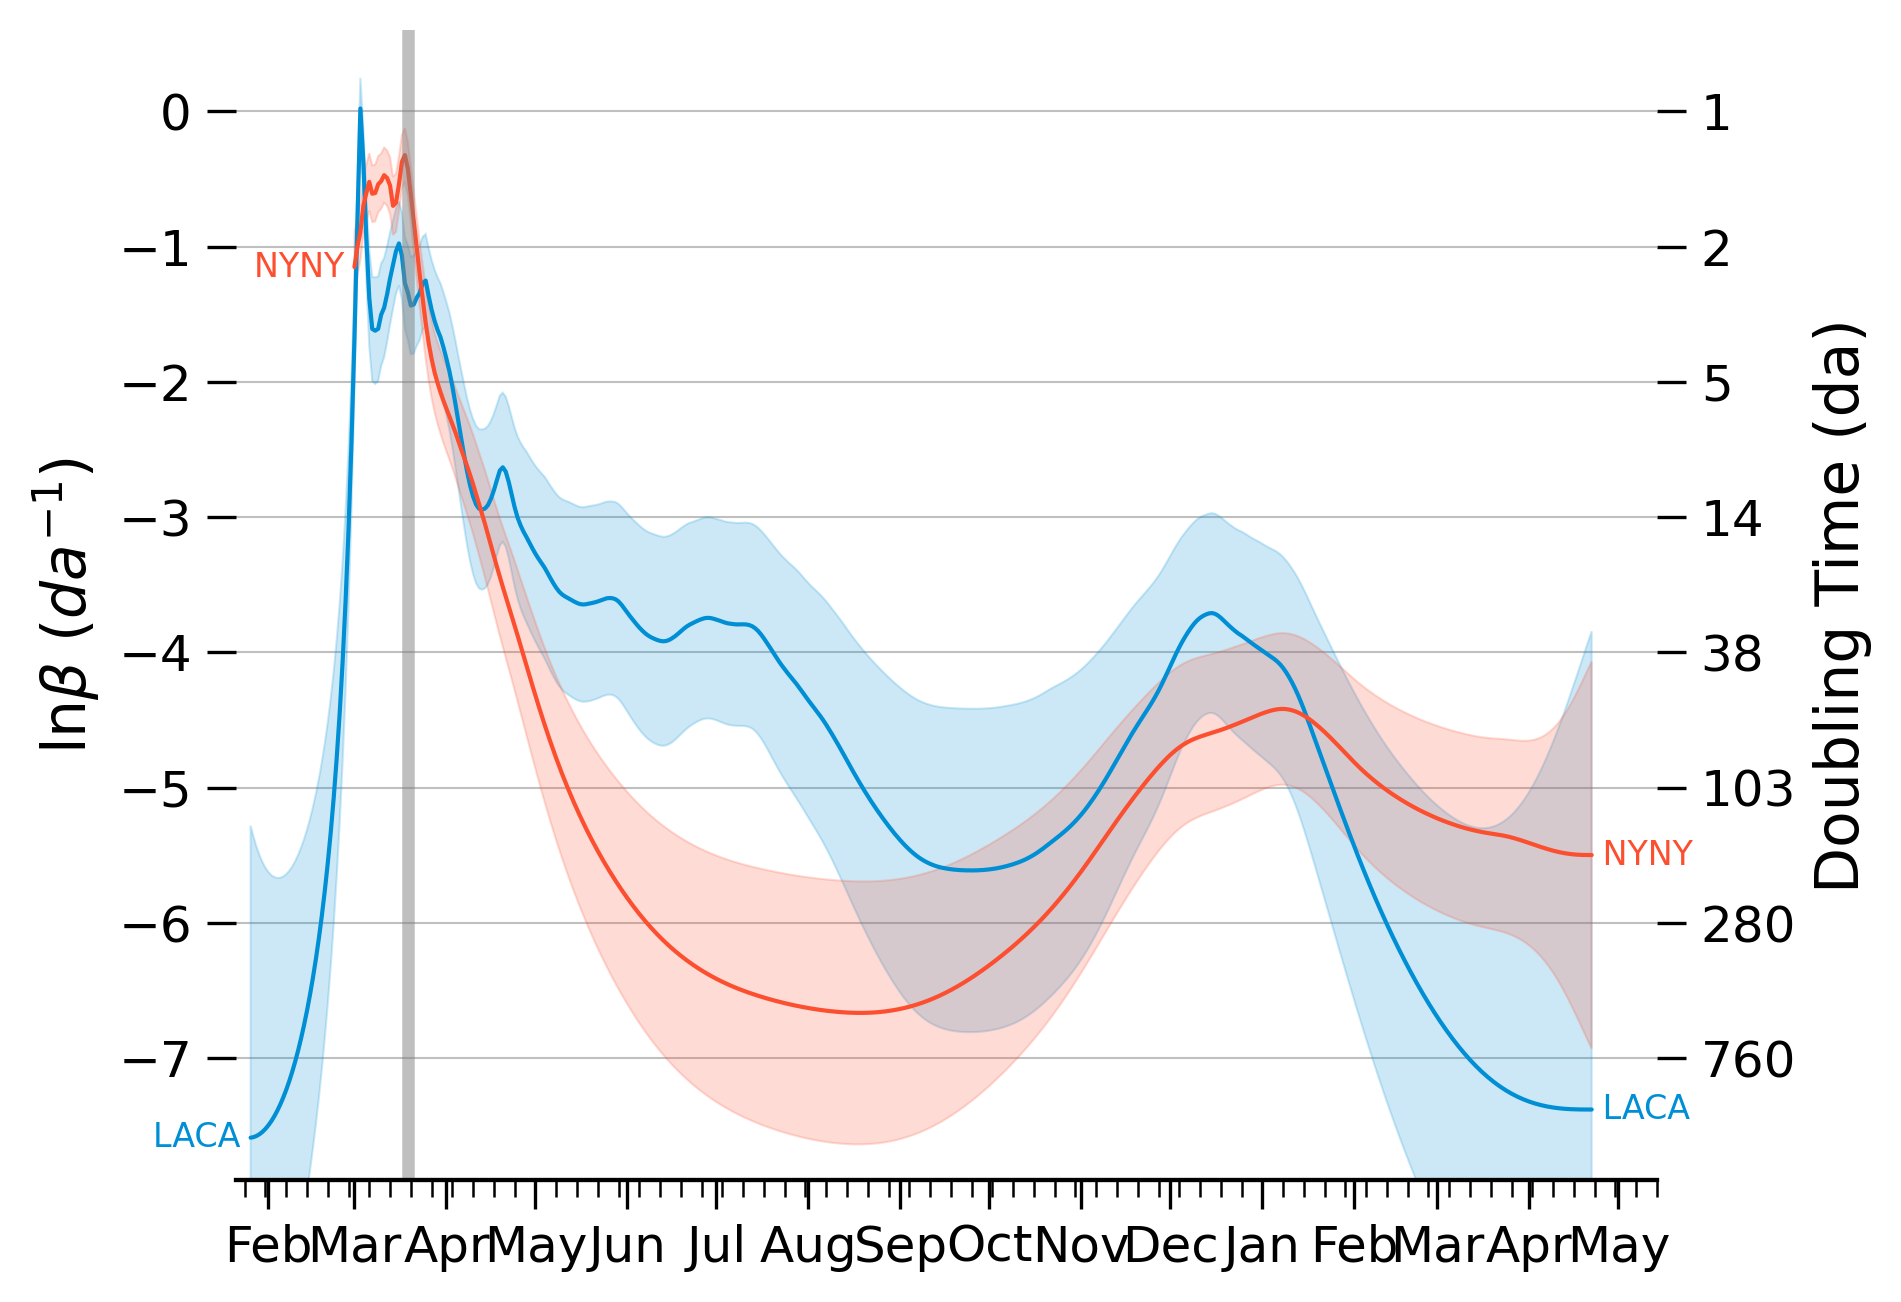 0
−1
−2
−3
−4
−5
−6
−7
lnβ (da⁻¹)
1
2
5
14
38
103
280
760
Doubling Time (da)
NYNY
LACA
NYNY
LACA
Feb Mar Apr May Jun Jul Aug Sep Oct Nov Dec Jan Feb Mar Apr May